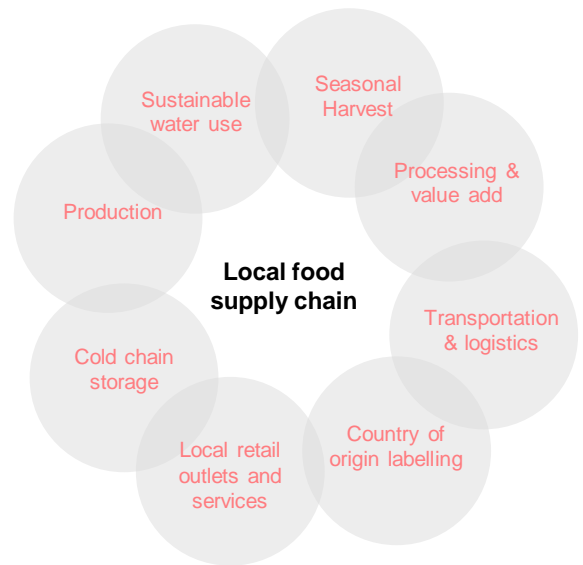 Seasonal
Harvest
Sustainable
water use
Processing &
value add
Production
Local food
supply chain
Transportation
& logistics
Cold chain
storage
Country of
origin labelling
Local retail
outlets and
services